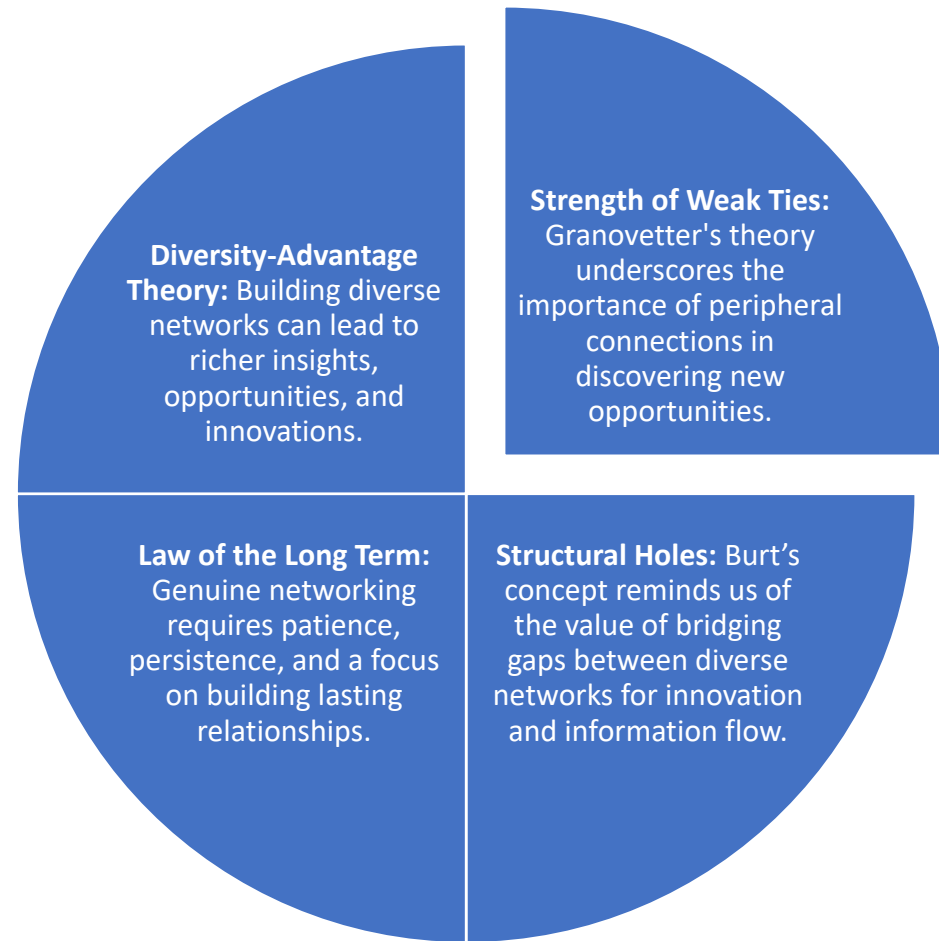 Diversity-Advantage
Theory: Building diverse
networks can lead to
richer insights,
opportunities, and
innovations.
Strength of Weak Ties:
Granovetter's theory
underscores the
importance of peripheral
connections in
discovering new
opportunities.
Law of the Long Term:
Genuine networking
requires patience,
persistence, and a focus
on building lasting
relationships.
Structural Holes: Burt’s
concept reminds us of
the value of bridging
gaps between diverse
networks for innovation
and information flow.